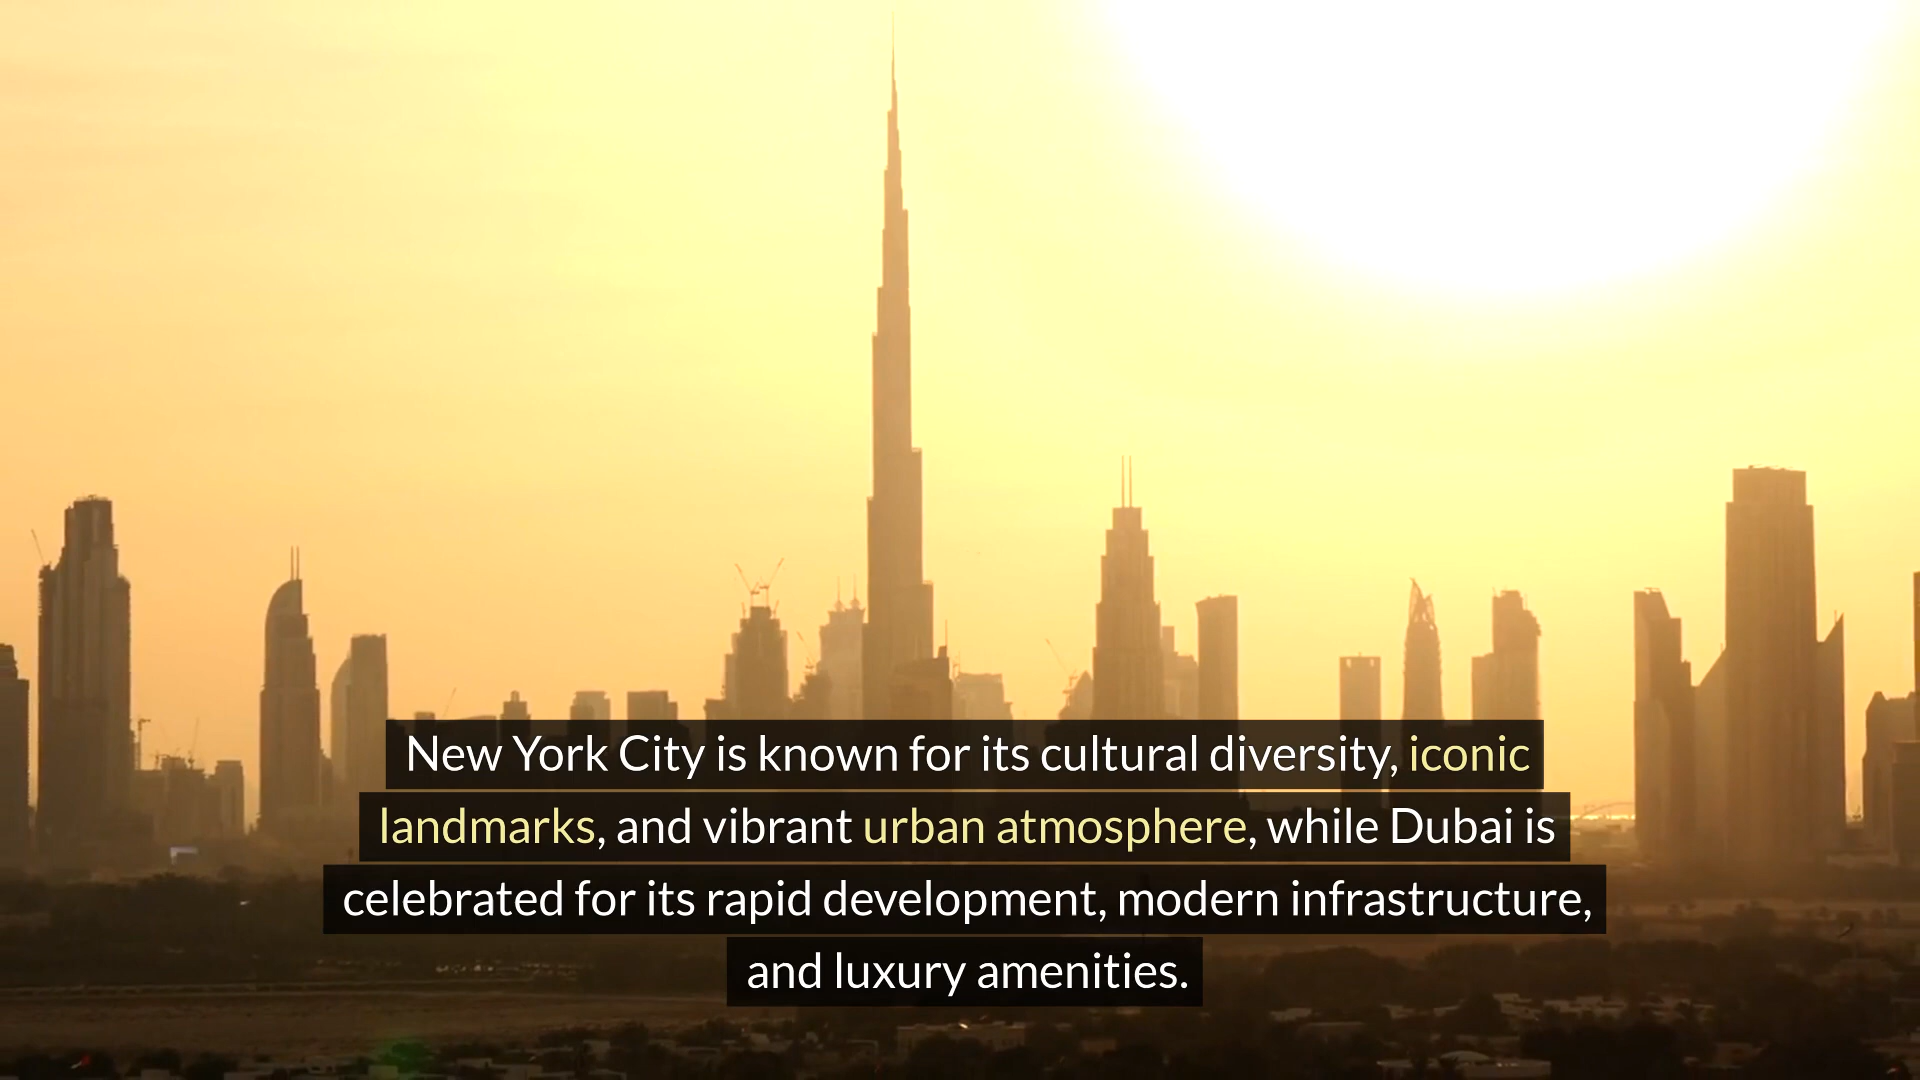 New York City is known for its cultural diversity, iconic
landmarks, and vibrant urban atmosphere, while Dubai is
celebrated for its rapid development, modern infrastructure,
and luxury amenities.